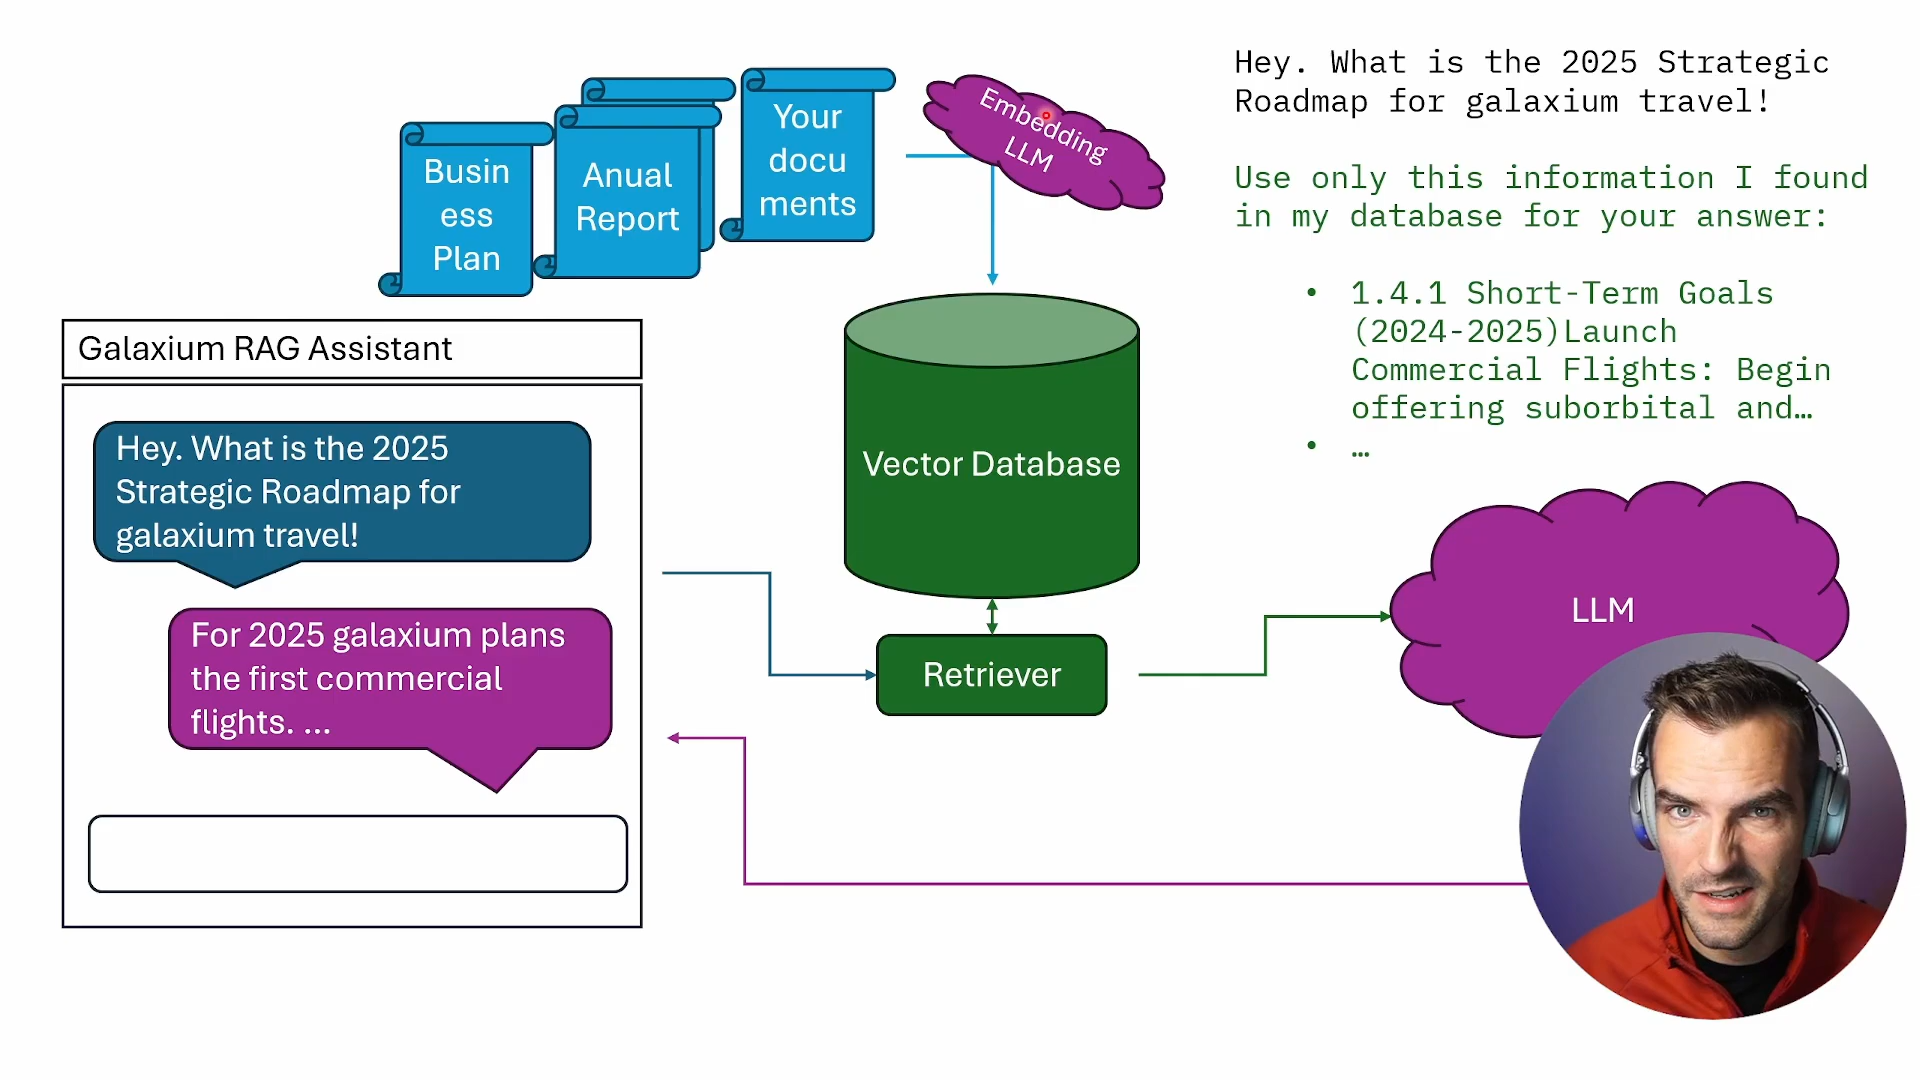 Busin
ess
Plan
Anual
Report
Your
docu
ments
Embedding
LLM
Hey. What is the 2025 Strategic
Roadmap for galaxium travel!
Use only this information I found
in my database for your answer:
• 1.4.1 Short-Term Goals
(2024-2025)Launch
Commercial Flights: Begin
offering suborbital and…
• …
Galaxium RAG Assistant
Hey. What is the 2025
Strategic Roadmap for
galaxium travel!
For 2025 galaxium plans
the first commercial
flights. ...
Vector Database
Retriever
LLM